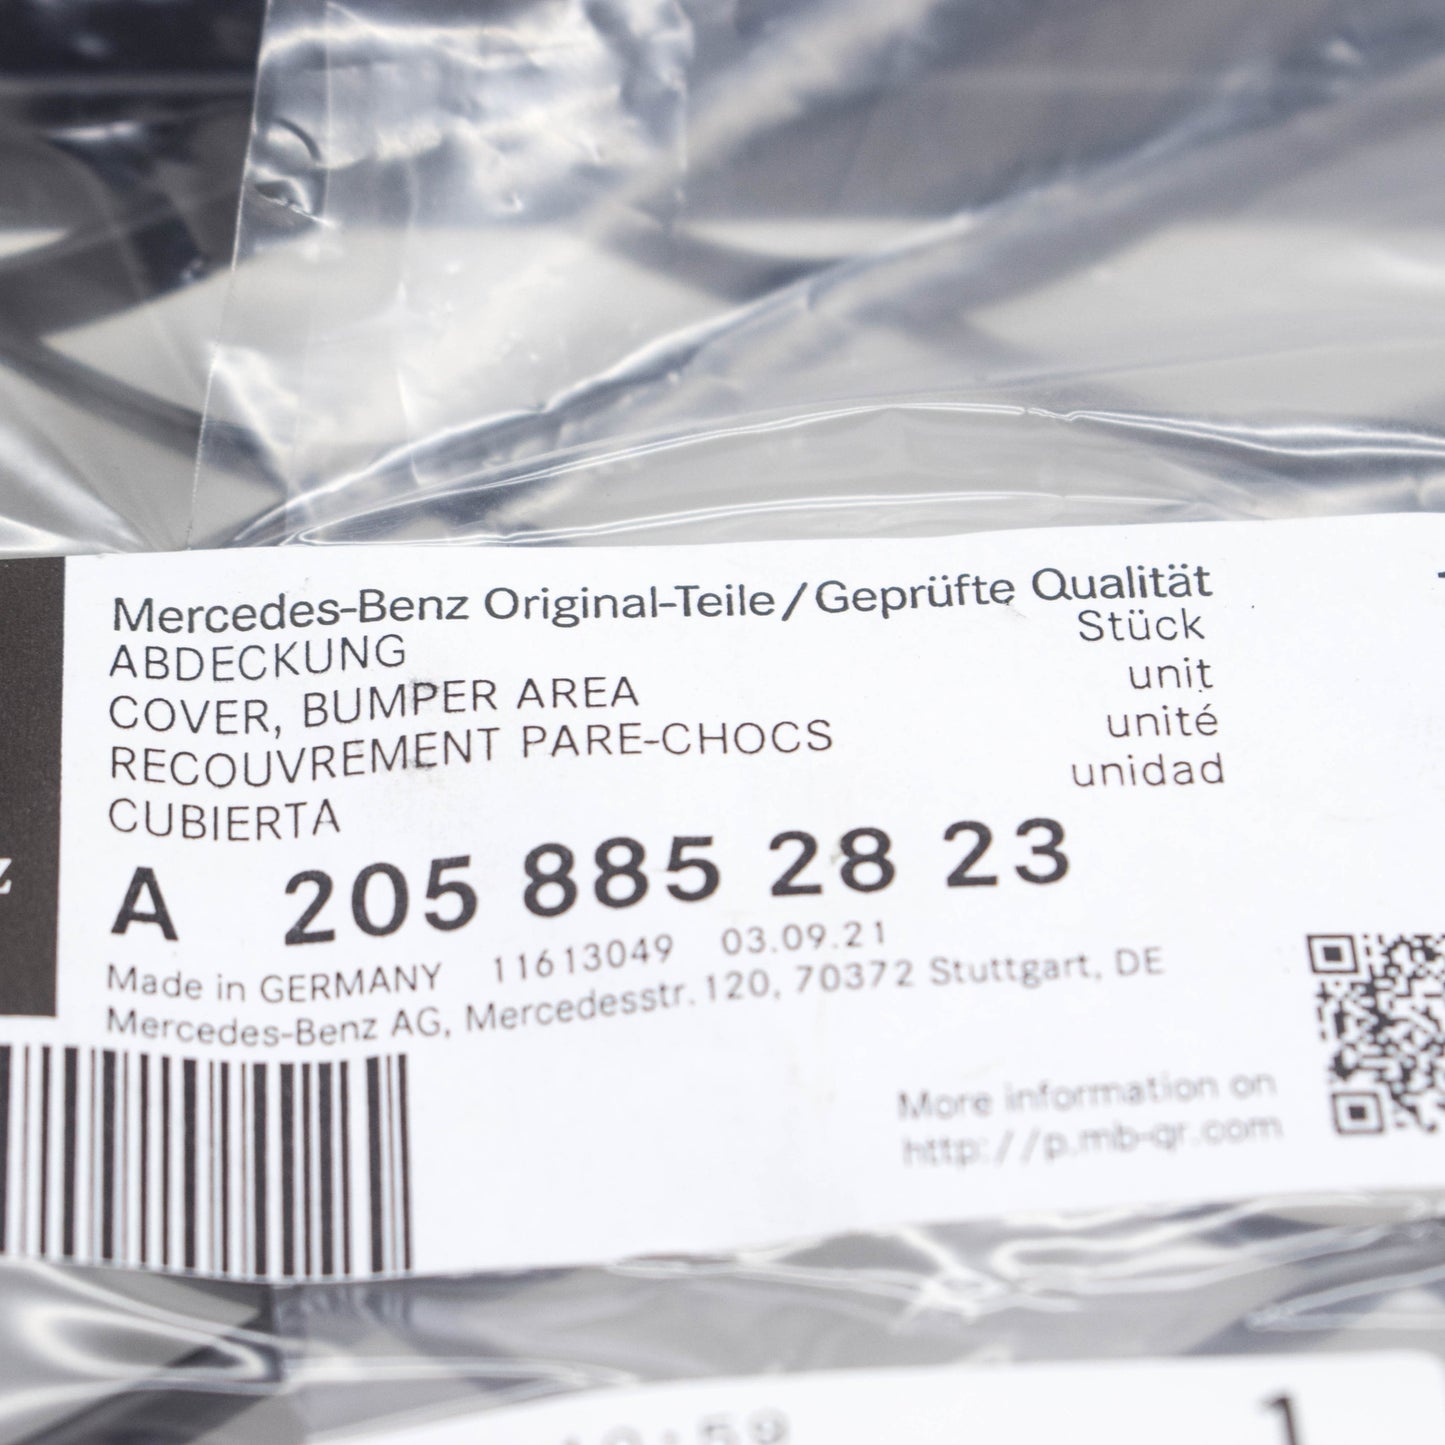 Mercedes-Benz Original-Teile/Geprüfte Qualität
ABDECKUNG Stück
COVER, BUMPER AREA unit
RECOUVREMENT PARE-CHOCS unité
CUBIERTA unidad
A 205 885 28 23
Made in GERMANY 11613049 03.09.21
Mercedes-Benz AG, Mercedesstr. 120, 70372 Stuttgart, DE
More information on
http://p.mb-qr.com
1